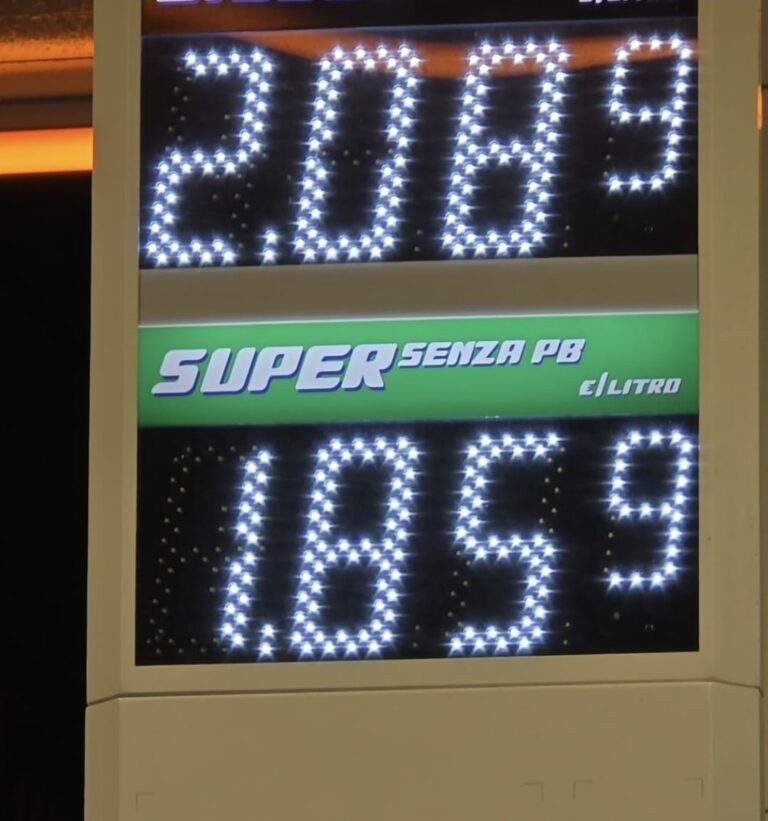 2.089
SUPER SENZA PB
€/LITRO
1.859